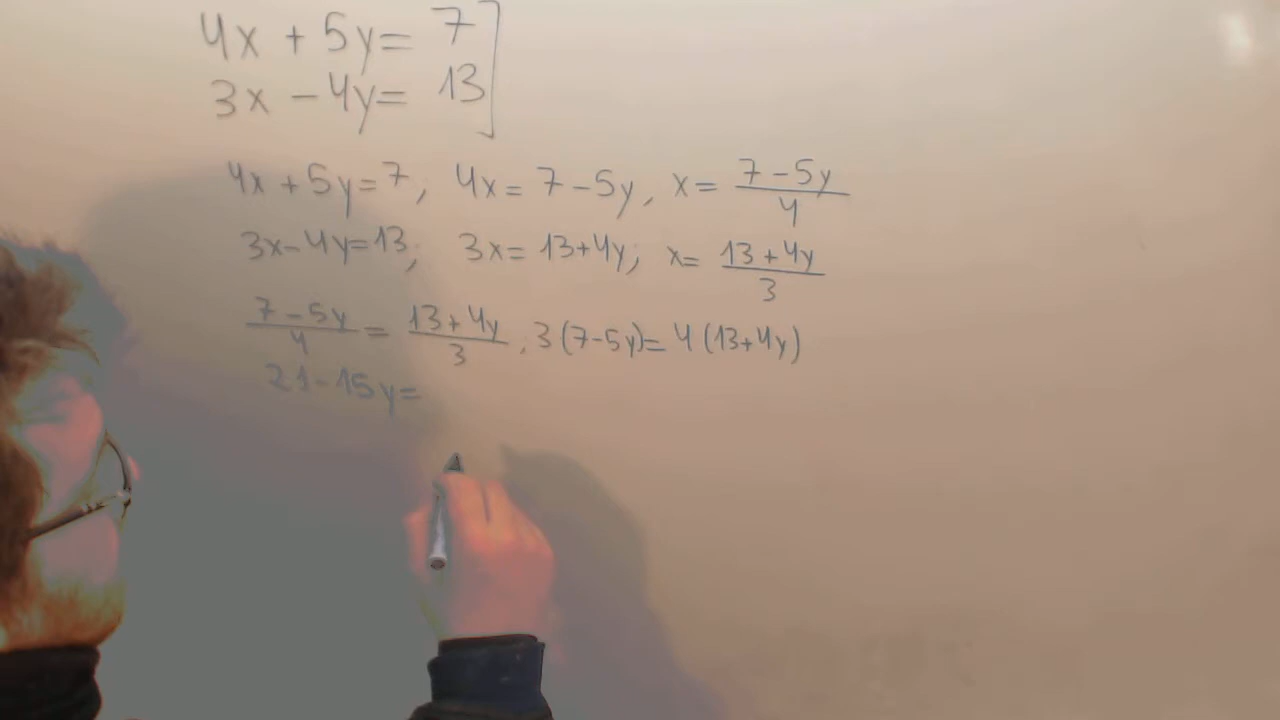 4x + 5y = 7]
3x - 4y = 13
4x + 5y = 7, 4x = 7 - 5y, x = (7 - 5y)/4
3x - 4y = 13; 3x = 13 + 4y; x = (13 + 4y)/3
(7 - 5y)/4 = (13 + 4y)/3, 3(7 - 5y) = 4(13 + 4y)
21 - 15y =